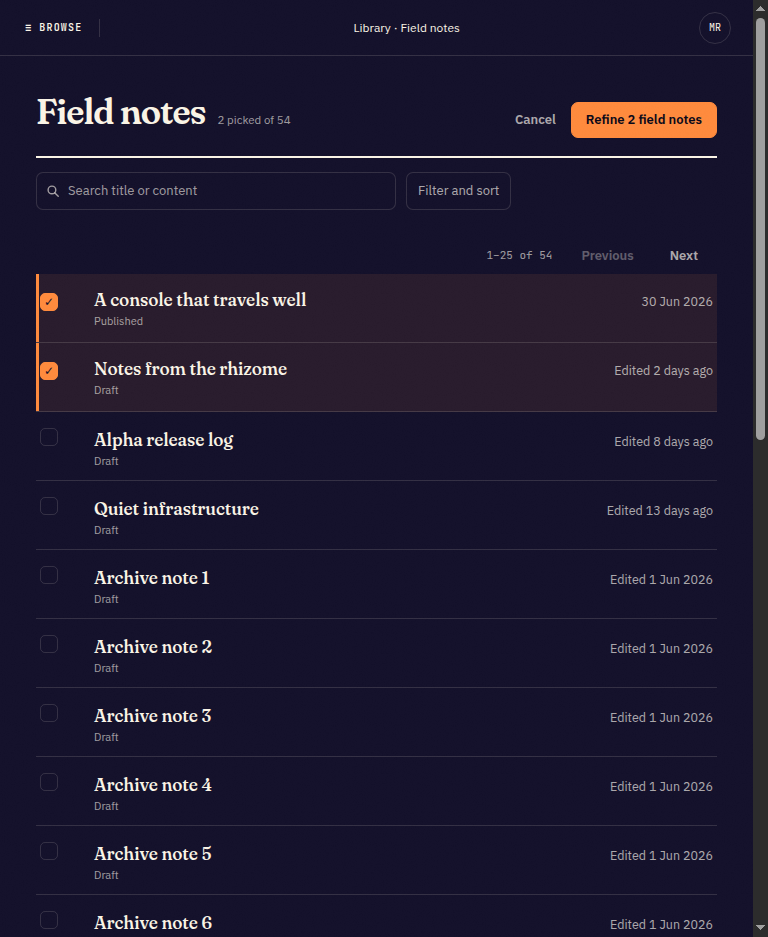 ≡ BROWSE
Library · Field notes
MR
Field notes
2 picked of 54
Cancel
Refine 2 field notes
Search title or content
Filter and sort
1–25 of 54
Previous
Next
A console that travels well
30 Jun 2026
Published
Notes from the rhizome
Edited 2 days ago
Draft
Alpha release log
Edited 8 days ago
Draft
Quiet infrastructure
Edited 13 days ago
Draft
Archive note 1
Edited 1 Jun 2026
Draft
Archive note 2
Edited 1 Jun 2026
Draft
Archive note 3
Edited 1 Jun 2026
Draft
Archive note 4
Edited 1 Jun 2026
Draft
Archive note 5
Edited 1 Jun 2026
Draft
Archive note 6
Edited 1 Jun 2026